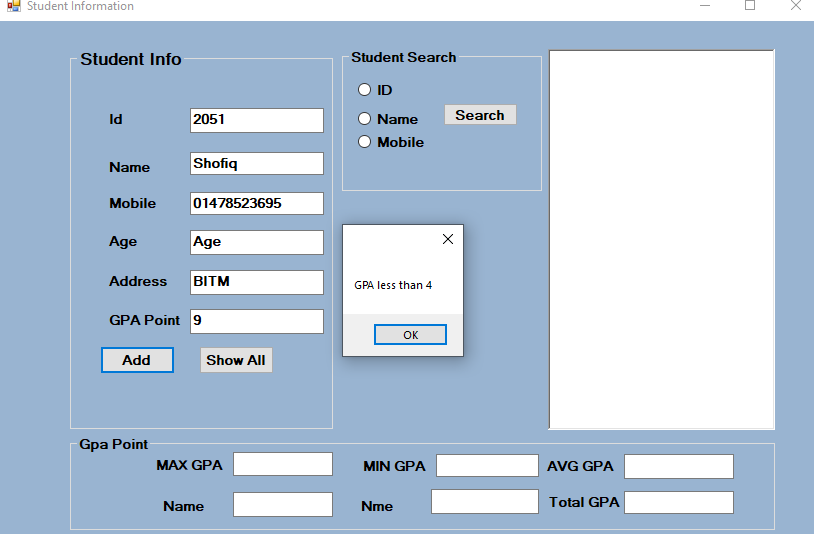 Student Information
Student Info
Id 2051
Name Shofiq
Mobile 01478523695
Age Age
Address BITM
GPA Point 9
Add Show All
Student Search
ID
Name
Mobile
Search
GPA less than 4
OK
Gpa Point
MAX GPA MIN GPA AVG GPA
Name Nme Total GPA